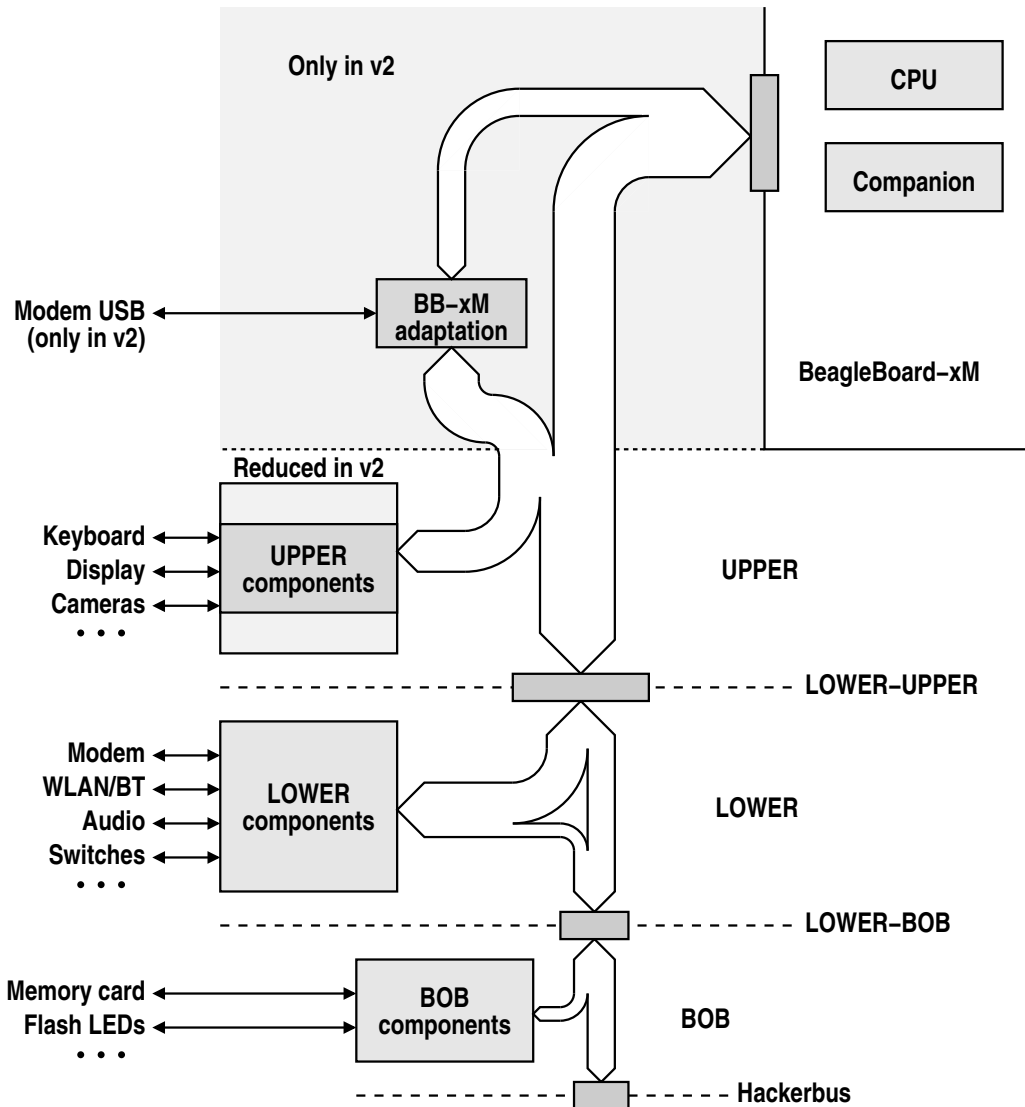 Only in v2
CPU
Companion
BB–xM
adaptation
Modem USB
(only in v2)
BeagleBoard–xM
Reduced in v2
Keyboard
Display
Cameras
• • •
UPPER
components
UPPER
LOWER–UPPER
Modem
WLAN/BT
Audio
Switches
• • •
LOWER
components
LOWER
LOWER–BOB
Memory card
Flash LEDs
• • •
BOB
components
BOB
Hackerbus